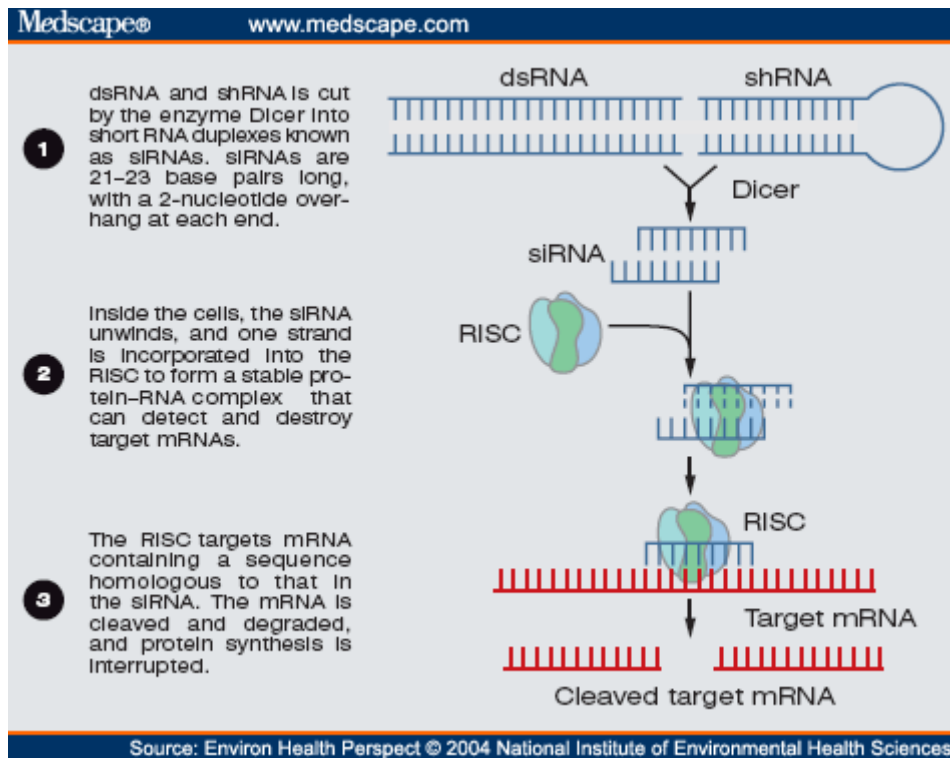 Medscape® www.medscape.com
dsRNA shRNA
1
dsRNA and shRNA is cut
by the enzyme Dicer into
short RNA duplexes known
as siRNAs. siRNAs are
21–23 base pairs long,
with a 2-nucleotide over-
hang at each end.
Dicer
siRNA
2
Inside the cells, the siRNA
unwinds, and one strand
is incorporated into the
RISC to form a stable pro-
tein–RNA complex that
can detect and destroy
target mRNAs.
RISC
3
The RISC targets mRNA
containing a sequence
homologous to that in
the siRNA. The mRNA is
cleaved and degraded,
and protein synthesis is
interrupted.
RISC
Target mRNA
Cleaved target mRNA
Source: Environ Health Perspect © 2004 National Institute of Environmental Health Sciences